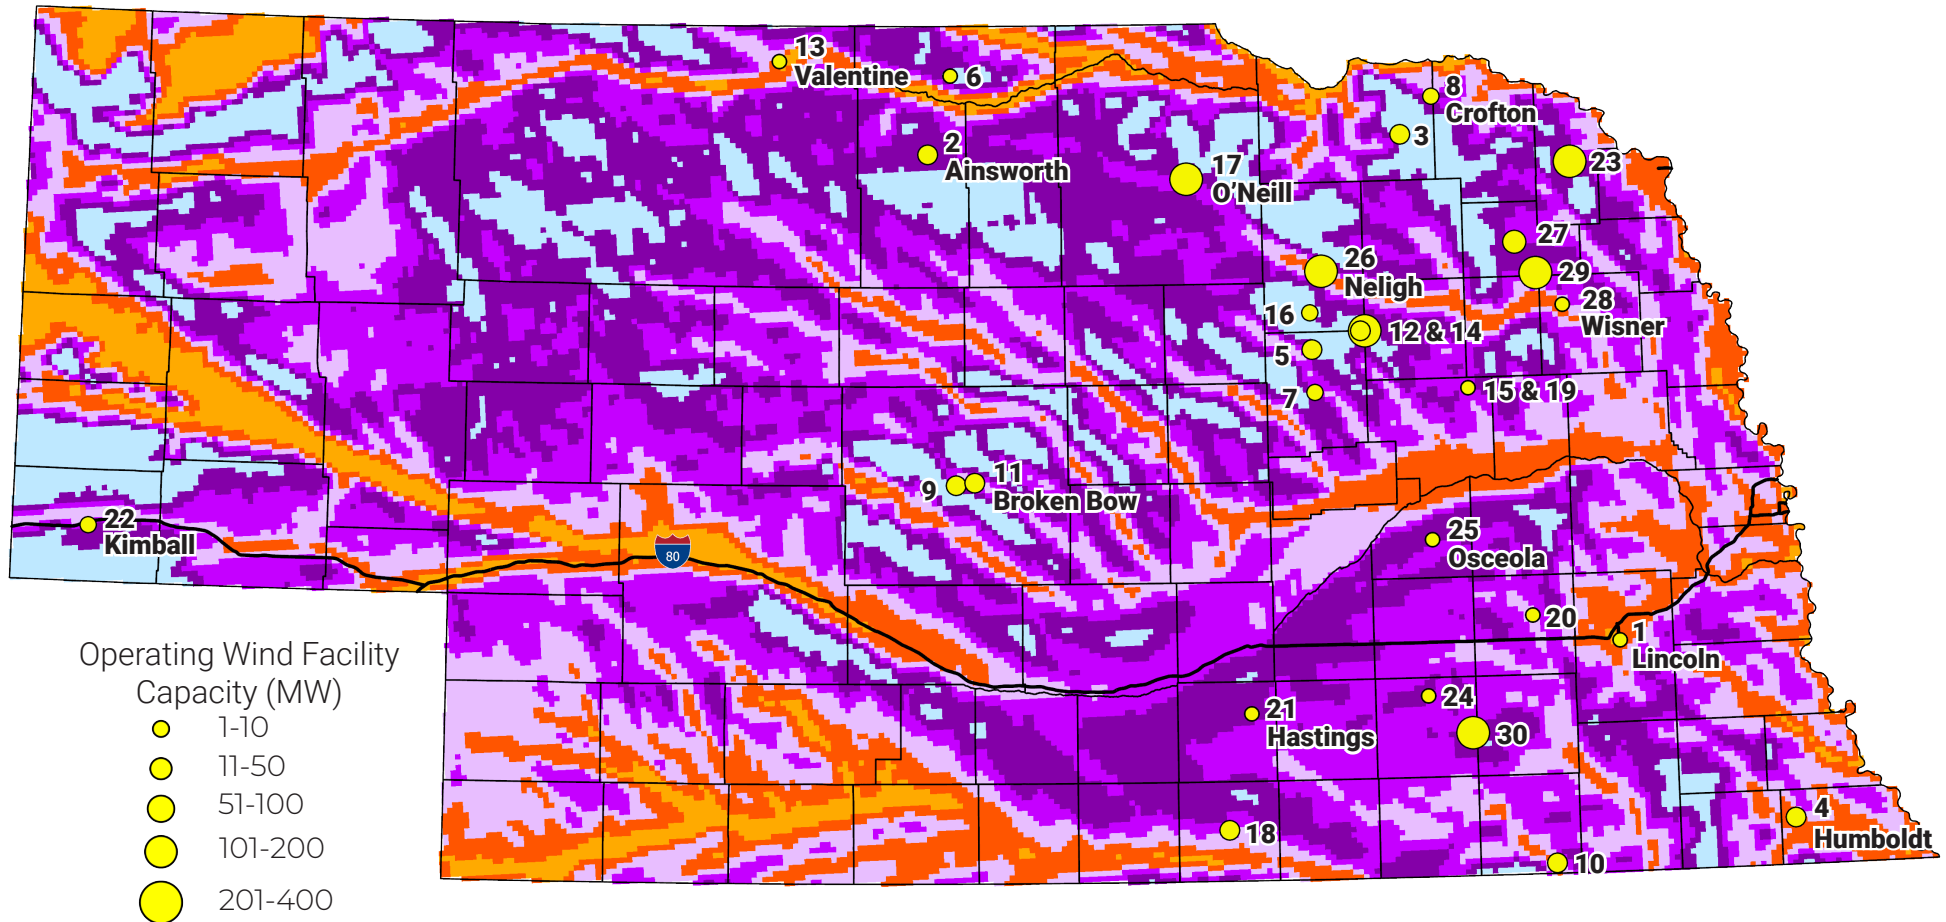 13
Valentine
6
8
Crofton
3
2
Ainsworth
17
O'Neill
23
27
26
Neligh
29
28
Wisner
16
12 & 14
5
7
15 & 19
9
11
Broken Bow
22
Kimball
80
25
Osceola
20
1
Lincoln
24
21
Hastings
30
18
4
Humboldt
10
Operating Wind Facility
Capacity (MW)
1-10
11-50
51-100
101-200
201-400